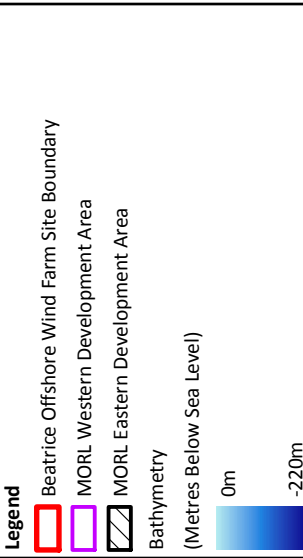 Legend
Beatrice Offshore Wind Farm Site Boundary
MORL Western Development Area
MORL Eastern Development Area
Bathymetry
(Metres Below Sea Level)
0m
-220m